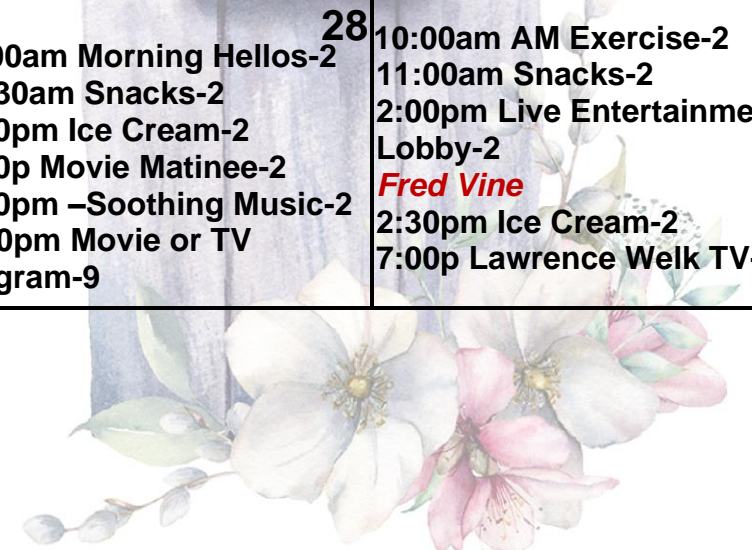 28
00am Morning Hellos-2
30am Snacks-2
0pm Ice Cream-2
0p Movie Matinee-2
0pm –Soothing Music-2
0pm Movie or TV
gram-9
10:00am AM Exercise-2
11:00am Snacks-2
2:00pm Live Entertainme
Lobby-2
Fred Vine
2:30pm Ice Cream-2
7:00p Lawrence Welk TV-